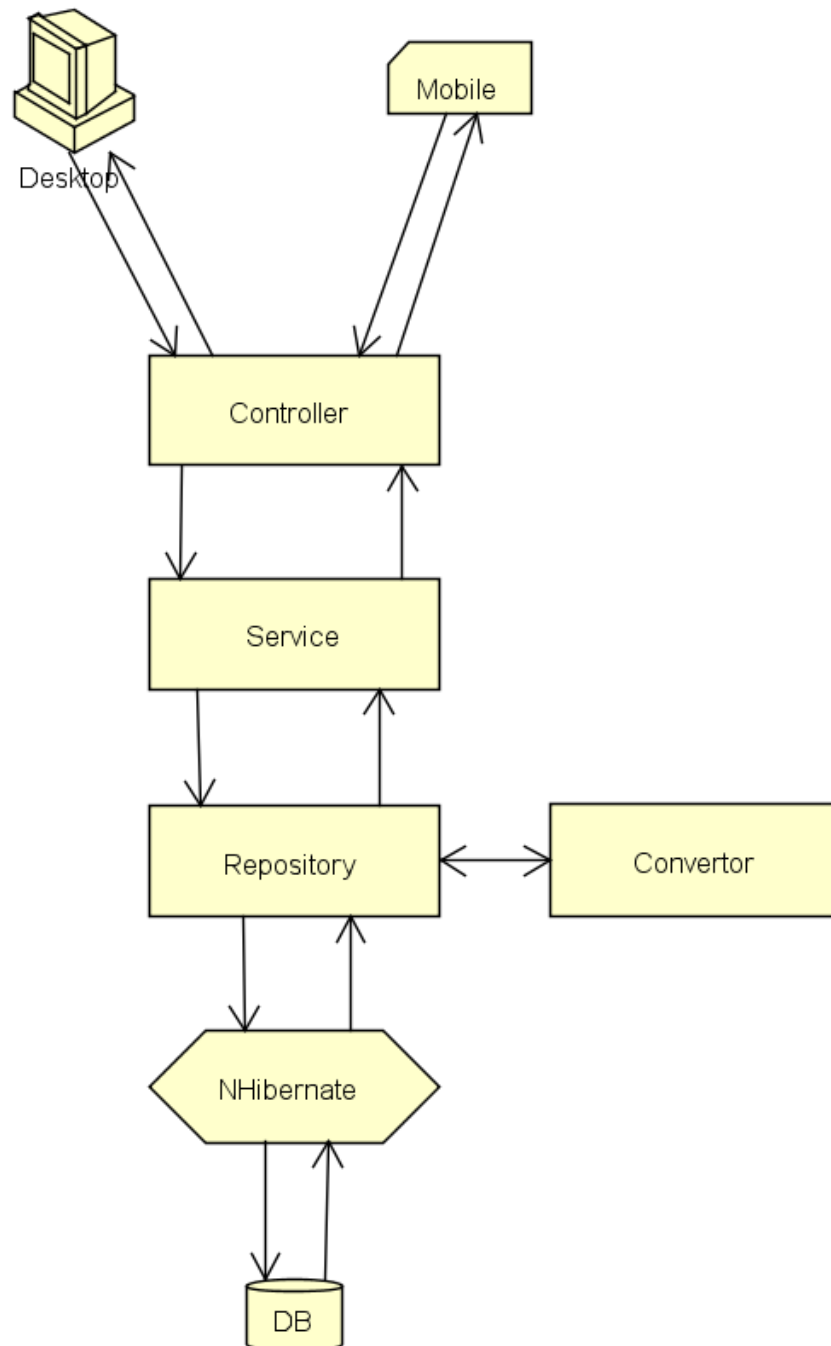 Mobile
Desktop
Controller
Service
Repository
Convertor
NHibernate
DB